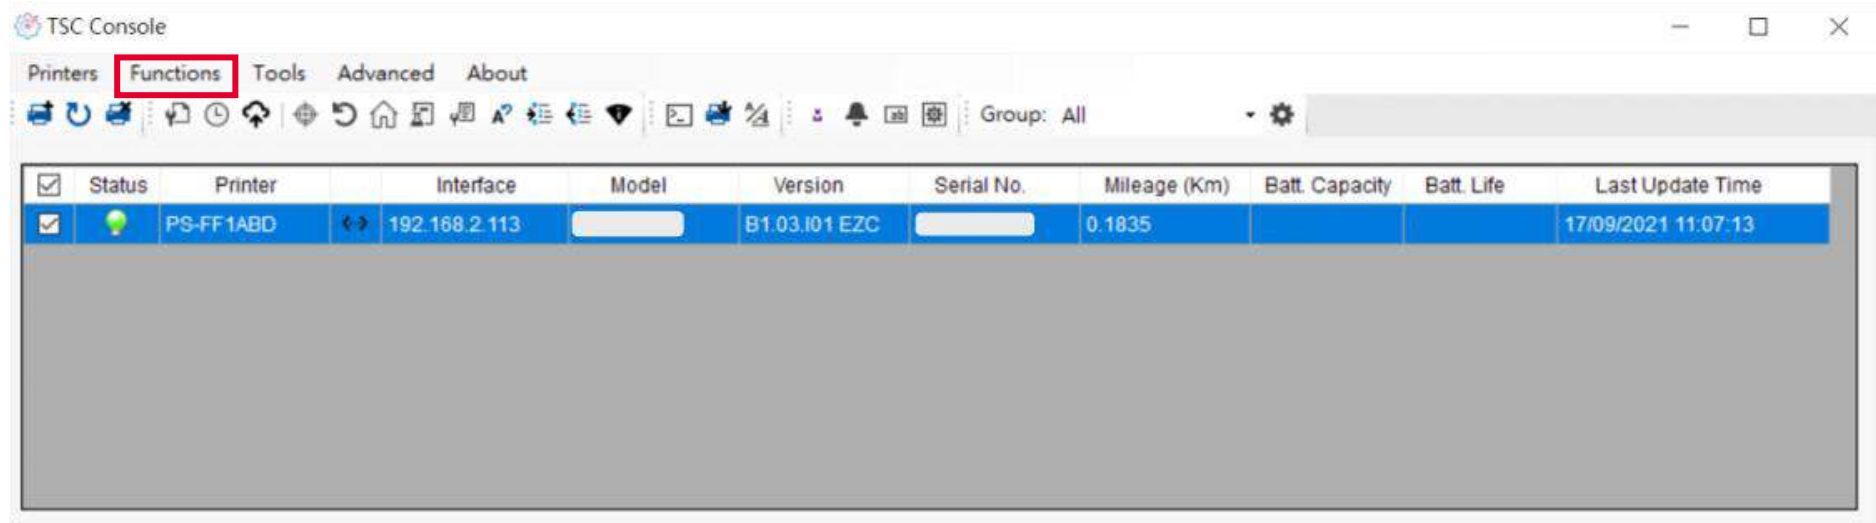 TSC Console
Printers Functions Tools Advanced About
Group: All
Status Printer Interface Model Version Serial No. Mileage (Km) Batt. Capacity Batt. Life Last Update Time
PS-FF1ABD 192.168.2.113 B1.03.I01 EZC 0.1835 17/09/2021 11:07:13